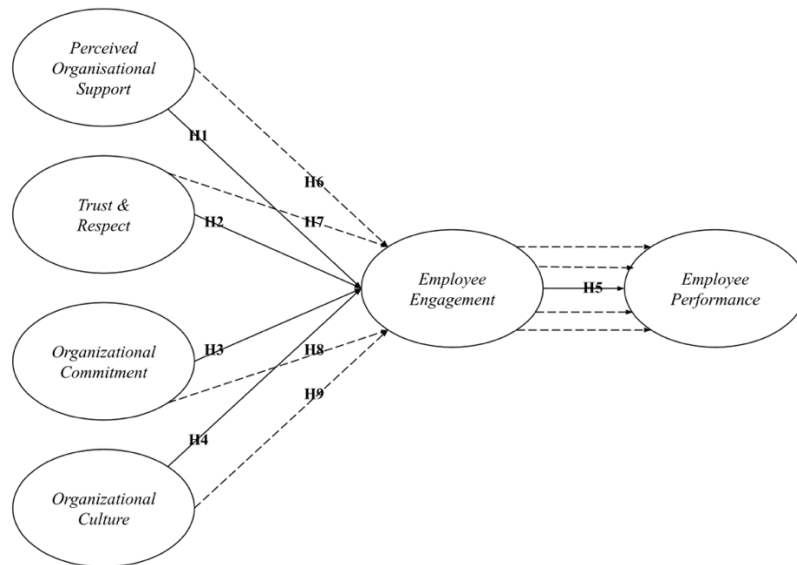 Perceived
Organisational
Support
H1
H6
Trust &
Respect
H2
H7
Employee
Engagement
H5
Employee
Performance
Organizational
Commitment
H3
H8
H9
H4
Organizational
Culture